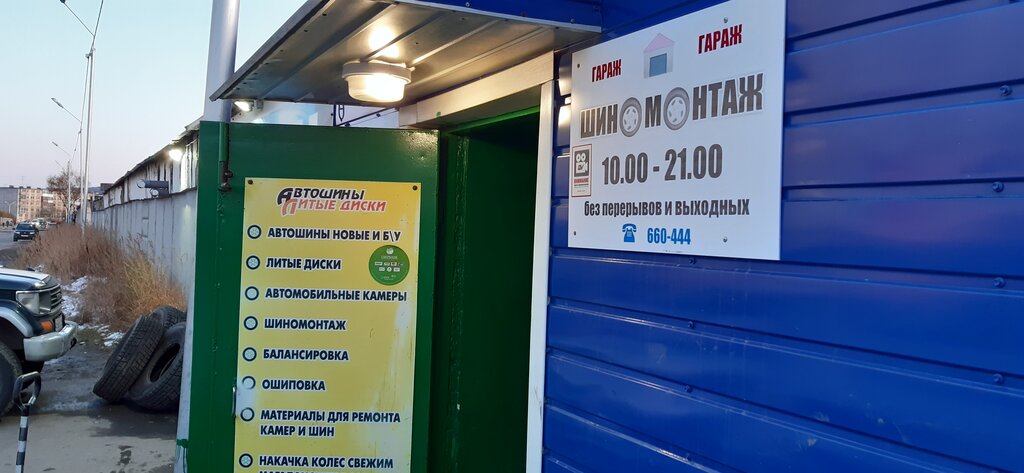 АВТОШИНЫ
ЛИТЫЕ ДИСКИ
АВТОШИНЫ НОВЫЕ И Б\У
ЛИТЫЕ ДИСКИ
АВТОМОБИЛЬНЫЕ КАМЕРЫ
ШИНОМОНТАЖ
БАЛАНСИРОВКА
ОШИПОВКА
МАТЕРИАЛЫ ДЛЯ РЕМОНТА
КАМЕР И ШИН
НАКАЧКА КОЛЕС СВЕЖИМ
ГАРАЖ
ГАРАЖ
ШИНОМОНТАЖ
10.00 - 21.00
без перерывов и выходных
660-444